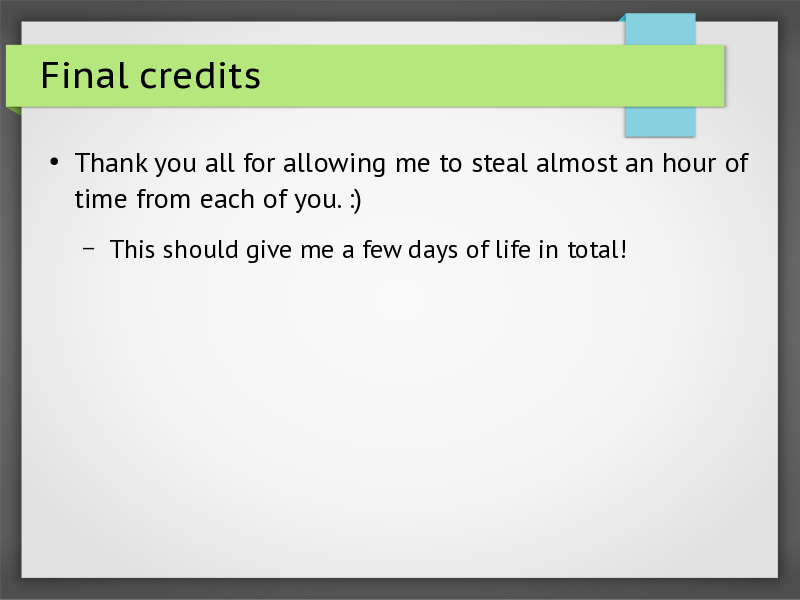 Final credits
• Thank you all for allowing me to steal almost an hour of
time from each of you. :)
– This should give me a few days of life in total!